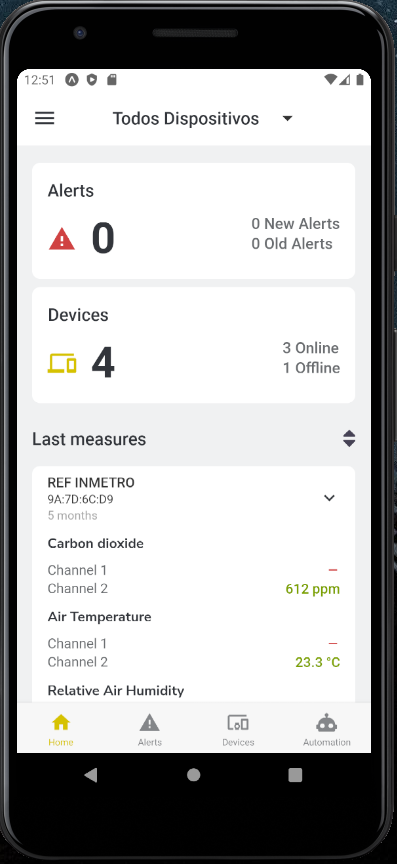 12:51
Todos Dispositivos
Alerts
0
0 New Alerts
0 Old Alerts
Devices
4
3 Online
1 Offline
Last measures
REF INMETRO
9A:7D:6C:D9
5 months
Carbon dioxide
Channel 1 –
Channel 2 612 ppm
Air Temperature
Channel 1 –
Channel 2 23.3 °C
Relative Air Humidity
Home Alerts Devices Automation